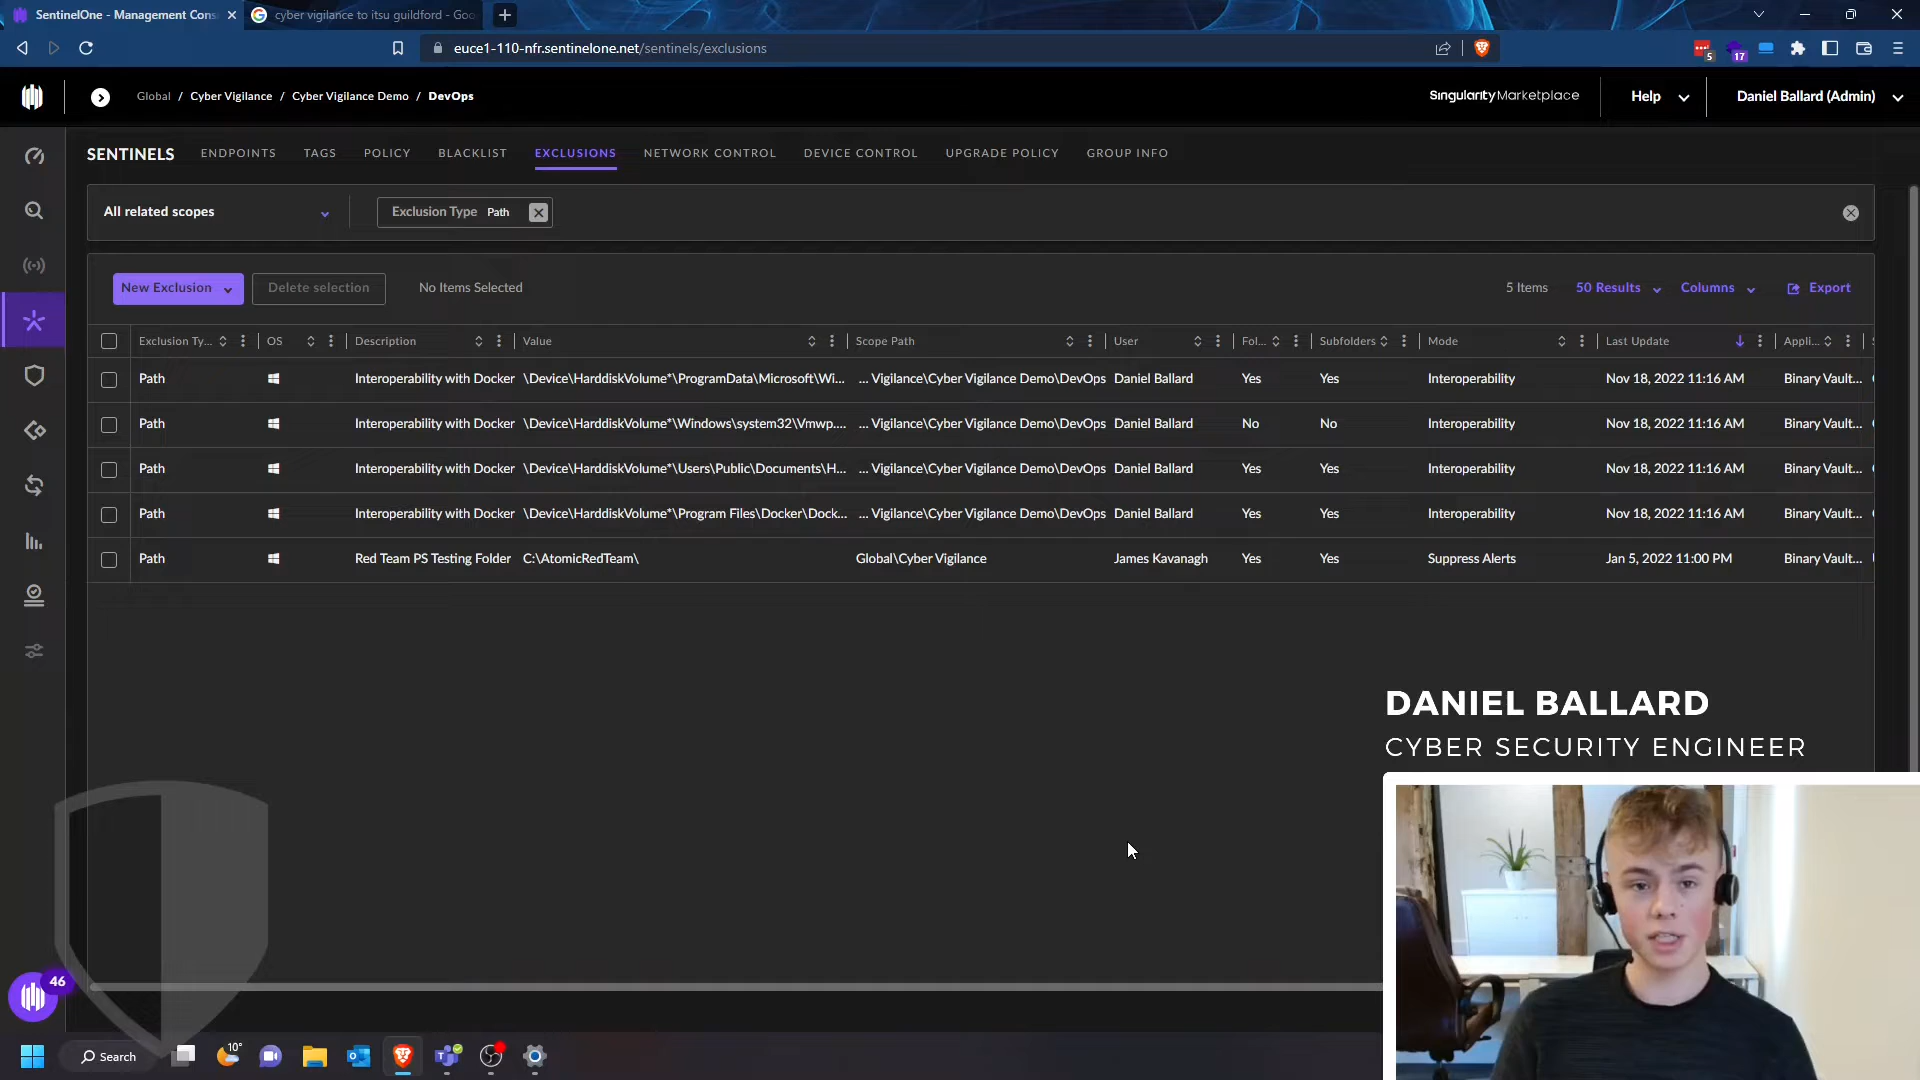 SentinelOne - Management Cons
cyber vigilance to itsu guildford - Goo
euce1-110-nfr.sentinelone.net/sentinels/exclusions
5
17
Global / Cyber Vigilance / Cyber Vigilance Demo / DevOps
Singularity Marketplace
Help
Daniel Ballard (Admin)
SENTINELS
ENDPOINTS
TAGS
POLICY
BLACKLIST
EXCLUSIONS
NETWORK CONTROL
DEVICE CONTROL
UPGRADE POLICY
GROUP INFO
All related scopes
Exclusion Type Path
New Exclusion
Delete selection
No Items Selected
5 Items
50 Results
Columns
Export
Exclusion Ty... OS Description Value Scope Path User Fol... Subfolders Mode Last Update Appli...
Path Interoperability with Docker \Device\HarddiskVolume*\ProgramData\Microsoft\Wi... ... Vigilance\Cyber Vigilance Demo\DevOps Daniel Ballard Yes Yes Interoperability Nov 18, 2022 11:16 AM Binary Vault...
Path Interoperability with Docker \Device\HarddiskVolume*\Windows\system32\Vmwp.... ... Vigilance\Cyber Vigilance Demo\DevOps Daniel Ballard No No Interoperability Nov 18, 2022 11:16 AM Binary Vault...
Path Interoperability with Docker \Device\HarddiskVolume*\Users\Public\Documents\H... ... Vigilance\Cyber Vigilance Demo\DevOps Daniel Ballard Yes Yes Interoperability Nov 18, 2022 11:16 AM Binary Vault...
Path Interoperability with Docker \Device\HarddiskVolume*\Program Files\Docker\Dock... ... Vigilance\Cyber Vigilance Demo\DevOps Daniel Ballard Yes Yes Interoperability Nov 18, 2022 11:16 AM Binary Vault...
Path Red Team PS Testing Folder C:\AtomicRedTeam\ Global\Cyber Vigilance James Kavanagh Yes Yes Suppress Alerts Jan 5, 2022 11:00 PM Binary Vault...
DANIEL BALLARD
CYBER SECURITY ENGINEER
46
Search
10°